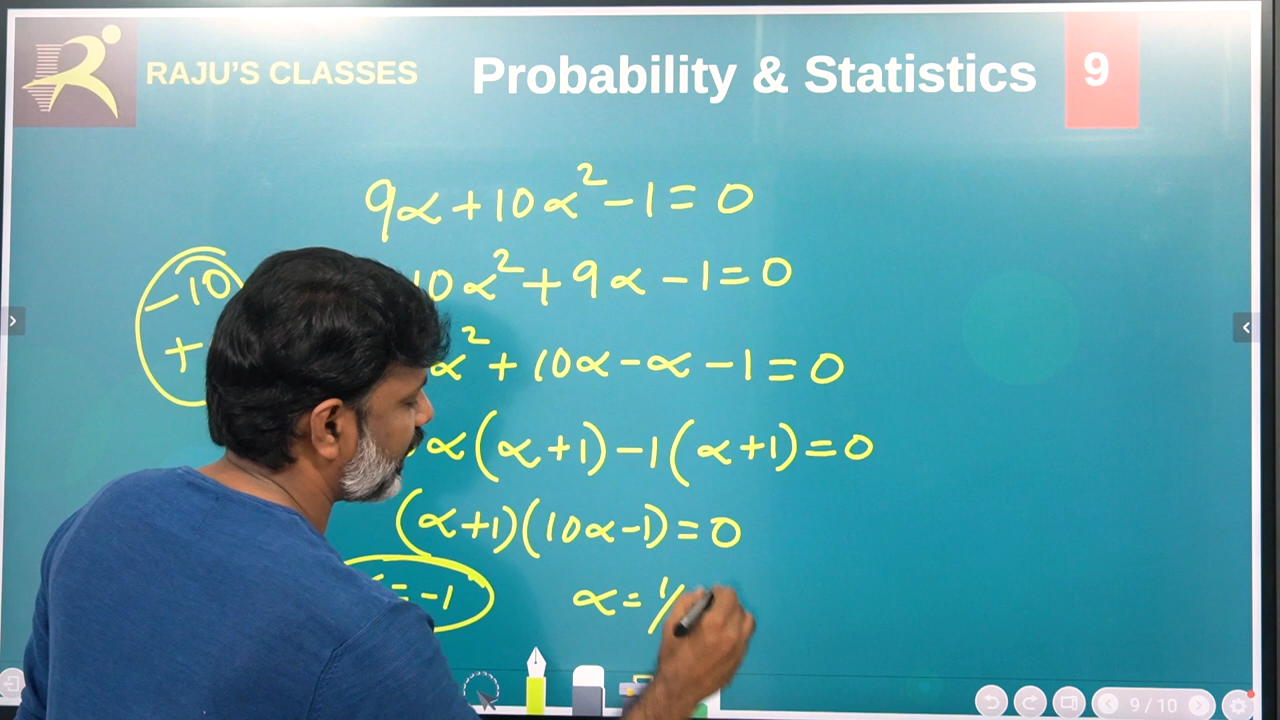 RAJU'S CLASSES Probability & Statistics 9
9α+10α²-1=0
-10
10α²+9α-1=0
+
α²+10α-α-1=0
α(α+1)-1(α+1)=0
(α+1)(10α-1)=0
=-1 α=1/
9/10